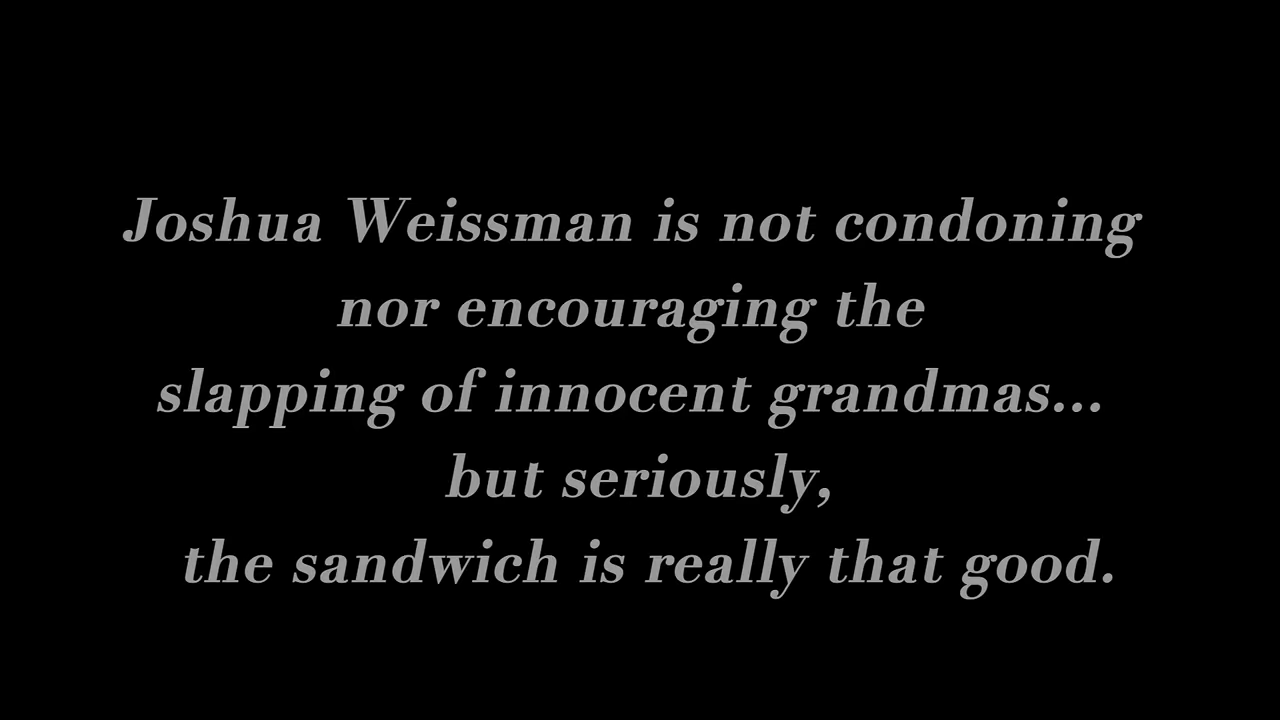 Joshua Weissman is not condoning
nor encouraging the
slapping of innocent grandmas...
but seriously,
the sandwich is really that good.